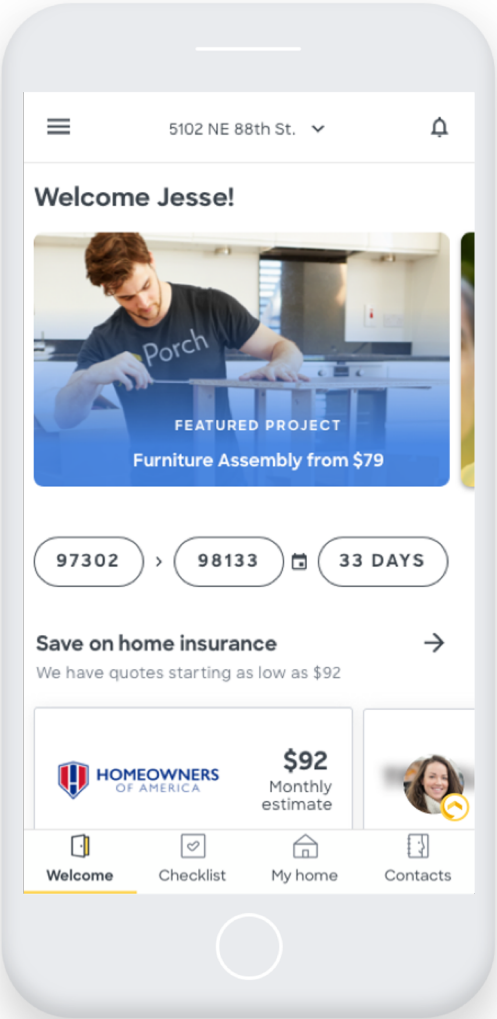 5102 NE 88th St.
Welcome Jesse!
Porch
FEATURED PROJECT
Furniture Assembly from $79
97302 > 98133 33 DAYS
Save on home insurance
We have quotes starting as low as $92
HOMEOWNERS
OF AMERICA
$92
Monthly
estimate
Welcome Checklist My home Contacts